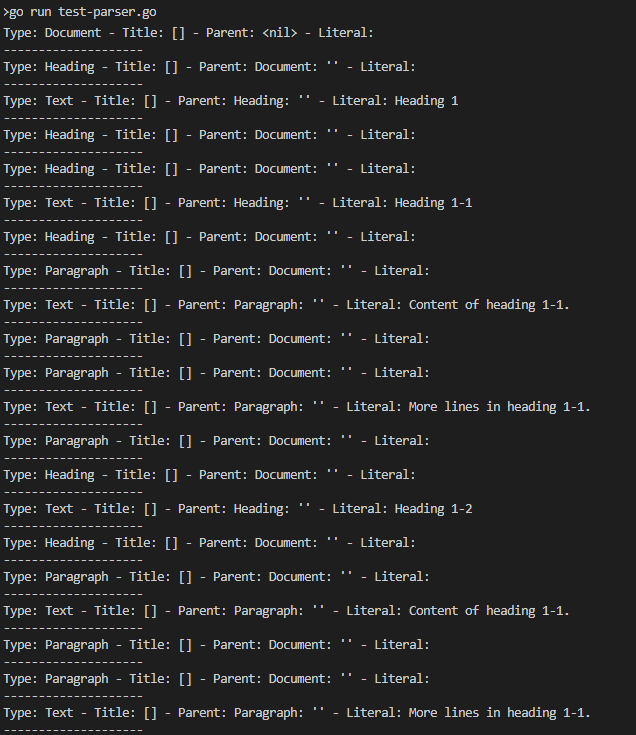 >go run test-parser.go
Type: Document - Title: [] - Parent: <nil> - Literal:
--------------------
Type: Heading - Title: [] - Parent: Document: '' - Literal:
--------------------
Type: Text - Title: [] - Parent: Heading: '' - Literal: Heading 1
--------------------
Type: Heading - Title: [] - Parent: Document: '' - Literal:
--------------------
Type: Heading - Title: [] - Parent: Document: '' - Literal:
--------------------
Type: Text - Title: [] - Parent: Heading: '' - Literal: Heading 1-1
--------------------
Type: Heading - Title: [] - Parent: Document: '' - Literal:
--------------------
Type: Paragraph - Title: [] - Parent: Document: '' - Literal:
--------------------
Type: Text - Title: [] - Parent: Paragraph: '' - Literal: Content of heading 1-1.
--------------------
Type: Paragraph - Title: [] - Parent: Document: '' - Literal:
--------------------
Type: Paragraph - Title: [] - Parent: Document: '' - Literal:
--------------------
Type: Text - Title: [] - Parent: Paragraph: '' - Literal: More lines in heading 1-1.
--------------------
Type: Paragraph - Title: [] - Parent: Document: '' - Literal:
--------------------
Type: Heading - Title: [] - Parent: Document: '' - Literal:
--------------------
Type: Text - Title: [] - Parent: Heading: '' - Literal: Heading 1-2
--------------------
Type: Heading - Title: [] - Parent: Document: '' - Literal:
--------------------
Type: Paragraph - Title: [] - Parent: Document: '' - Literal:
--------------------
Type: Text - Title: [] - Parent: Paragraph: '' - Literal: Content of heading 1-1.
--------------------
Type: Paragraph - Title: [] - Parent: Document: '' - Literal:
--------------------
Type: Paragraph - Title: [] - Parent: Document: '' - Literal:
--------------------
Type: Text - Title: [] - Parent: Paragraph: '' - Literal: More lines in heading 1-1.
--------------------